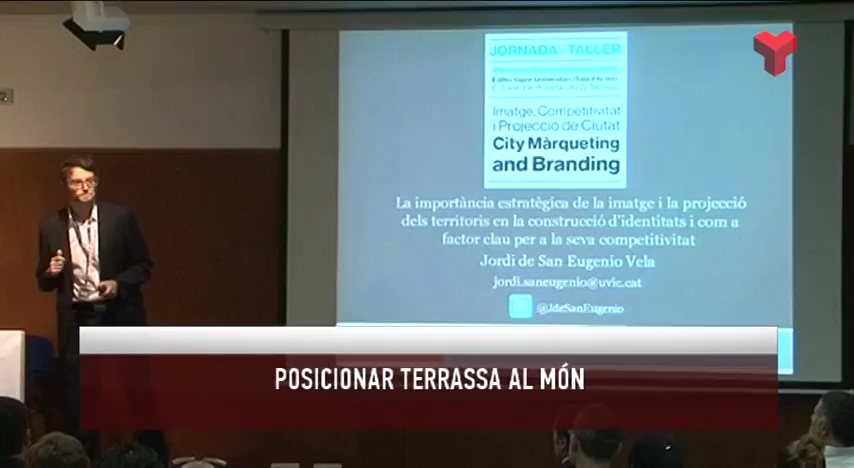 JORNADA - TALLER
Imatge, Competitivitat
i Projecció de Ciutat
City Màrqueting
and Branding
La importància estratègica de la imatge i la projecció
dels territoris en la construcció d'identitats i com a
factor clau per a la seva competitivitat
Jordi de San Eugenio Vela
jordi.saneugenio@uvic.cat
@JdeSanEugenio
POSICIONAR TERRASSA AL MÓN